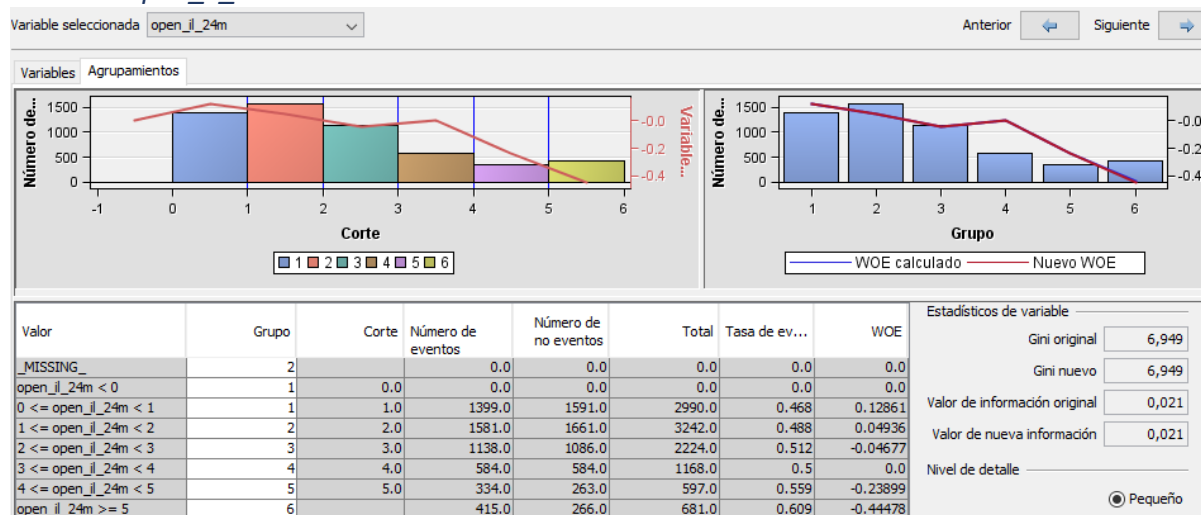 Variable seleccionada open_il_24m Anterior Siguiente
Variables Agrupamientos
Número de...
1500
1000
500
0
-1 0 1 2 3 4 5 6
Corte
-0.0
-0.2
-0.4
Variable...
1 2 3 4 5 6
Número de...
1500
1000
500
0
1 2 3 4 5 6
Grupo
-0.0
-0.2
-0.4
WOE calculado Nuevo WOE
Valor Grupo Corte Número de eventos Número de no eventos Total Tasa de ev... WOE
_MISSING_ 2 0.0 0.0 0.0 0.0 0.0
open_il_24m < 0 1 0.0 0.0 0.0 0.0 0.0 0.0
0 <= open_il_24m < 1 1 1.0 1399.0 1591.0 2990.0 0.468 0.12861
1 <= open_il_24m < 2 2 2.0 1581.0 1661.0 3242.0 0.488 0.04936
2 <= open_il_24m < 3 3 3.0 1138.0 1086.0 2224.0 0.512 -0.04677
3 <= open_il_24m < 4 4 4.0 584.0 584.0 1168.0 0.5 0.0
4 <= open_il_24m < 5 5 5.0 334.0 263.0 597.0 0.559 -0.23899
open_il_24m >= 5 6 415.0 266.0 681.0 0.609 -0.44478
Estadísticos de variable
Gini original 6,949
Gini nuevo 6,949
Valor de información original 0,021
Valor de nueva información 0,021
Nivel de detalle
Pequeño